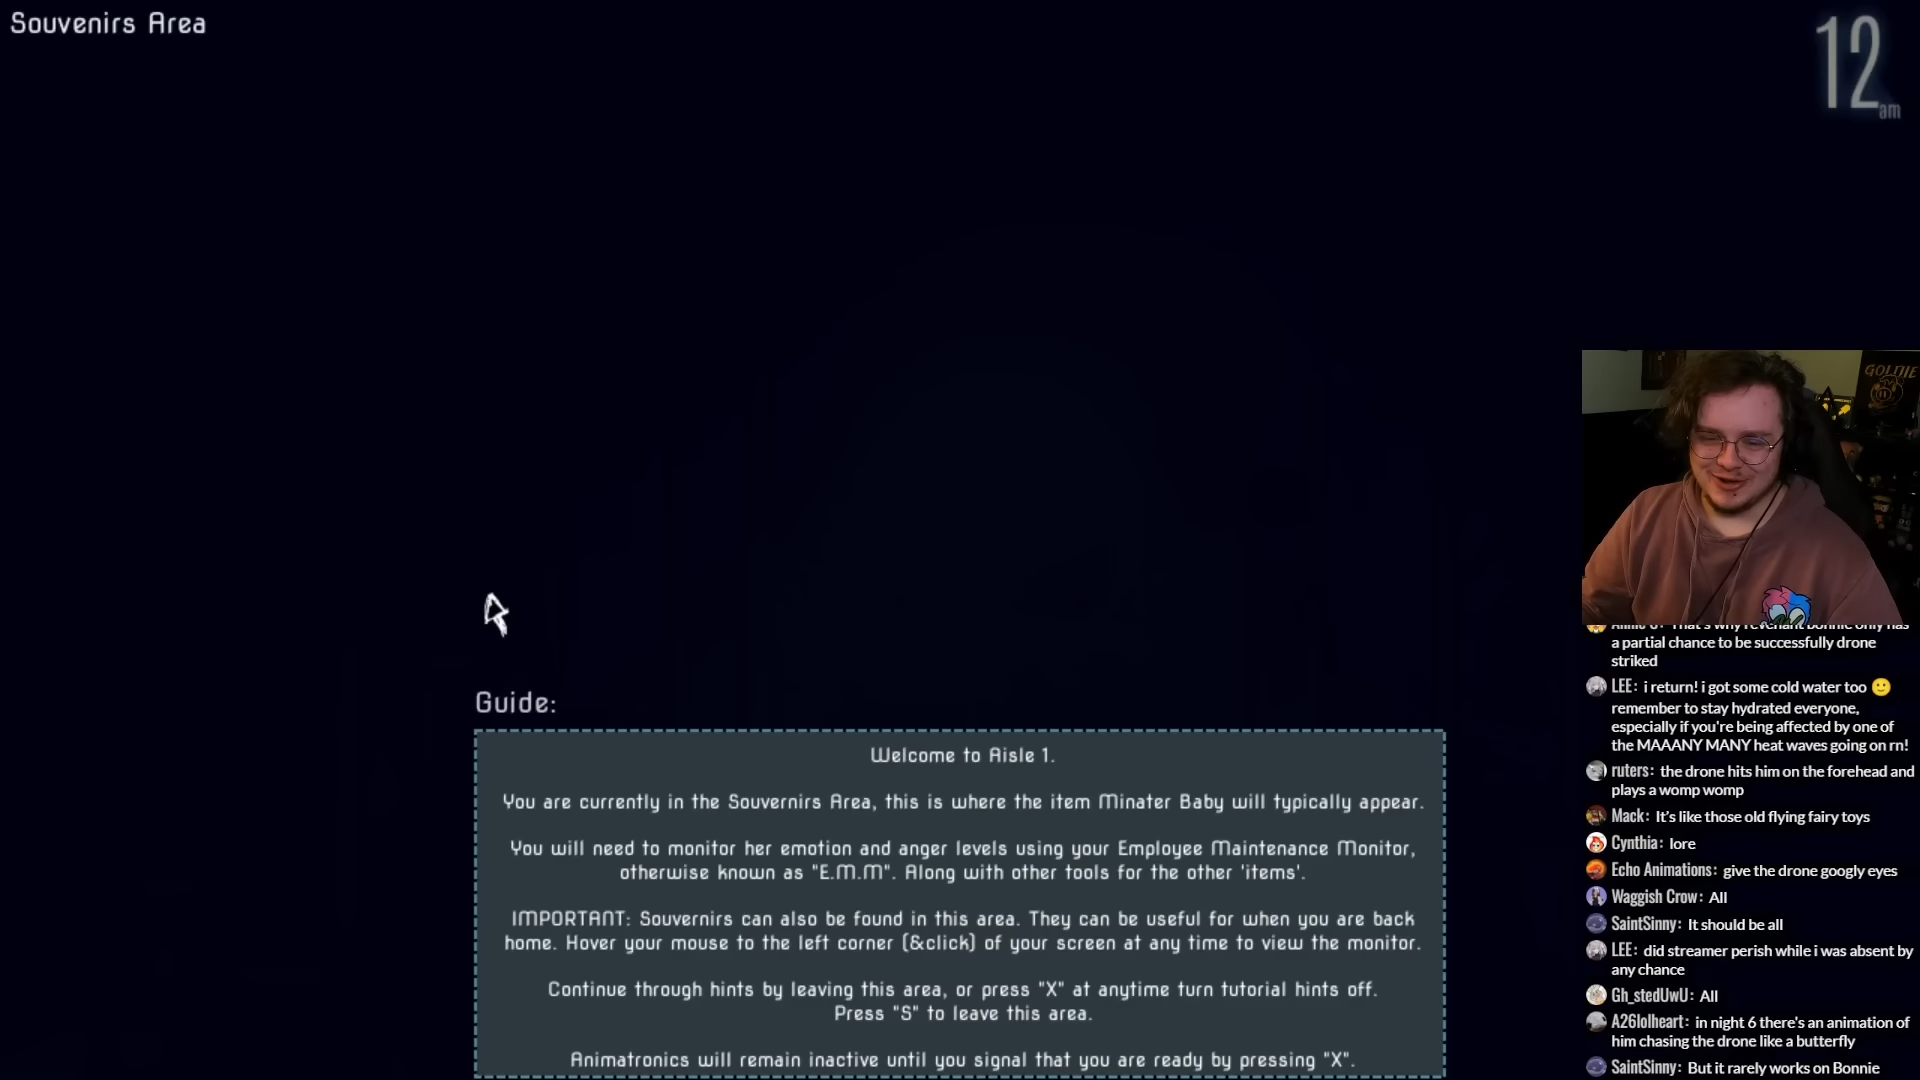 Souvenirs Area
12
am
Guide:
Welcome to Aisle 1.
You are currently in the Souvernirs Area, this is where the item Minater Baby will typically appear.
You will need to monitor her emotion and anger levels using your Employee Maintenance Monitor,
otherwise known as "E.M.M". Along with other tools for the other 'items'.
IMPORTANT: Souvernirs can also be found in this area. They can be useful for when you are back
home. Hover your mouse to the left corner (&click) of your screen at any time to view the monitor.
Continue through hints by leaving this area, or press "X" at anytime turn tutorial hints off.
Press "S" to leave this area.
Animatronics will remain inactive until you signal that you are ready by pressing "X".
GOLDIE
That's why revenant Bonnie only has
a partial chance to be successfully drone
striked
LEE: i return! i got some cold water too 🙂
remember to stay hydrated everyone,
especially if you're being affected by one of
the MAAANY MANY heat waves going on rn!
ruters: the drone hits him on the forehead and
plays a womp womp
Mack: It's like those old flying fairy toys
Cynthia: lore
Echo Animations: give the drone googly eyes
Waggish Crow: All
SaintSinny: It should be all
LEE: did streamer perish while i was absent by
any chance
Gh_stedUwU: All
A26lolheart: in night 6 there's an animation of
him chasing the drone like a butterfly
SaintSinny: But it rarely works on Bonnie